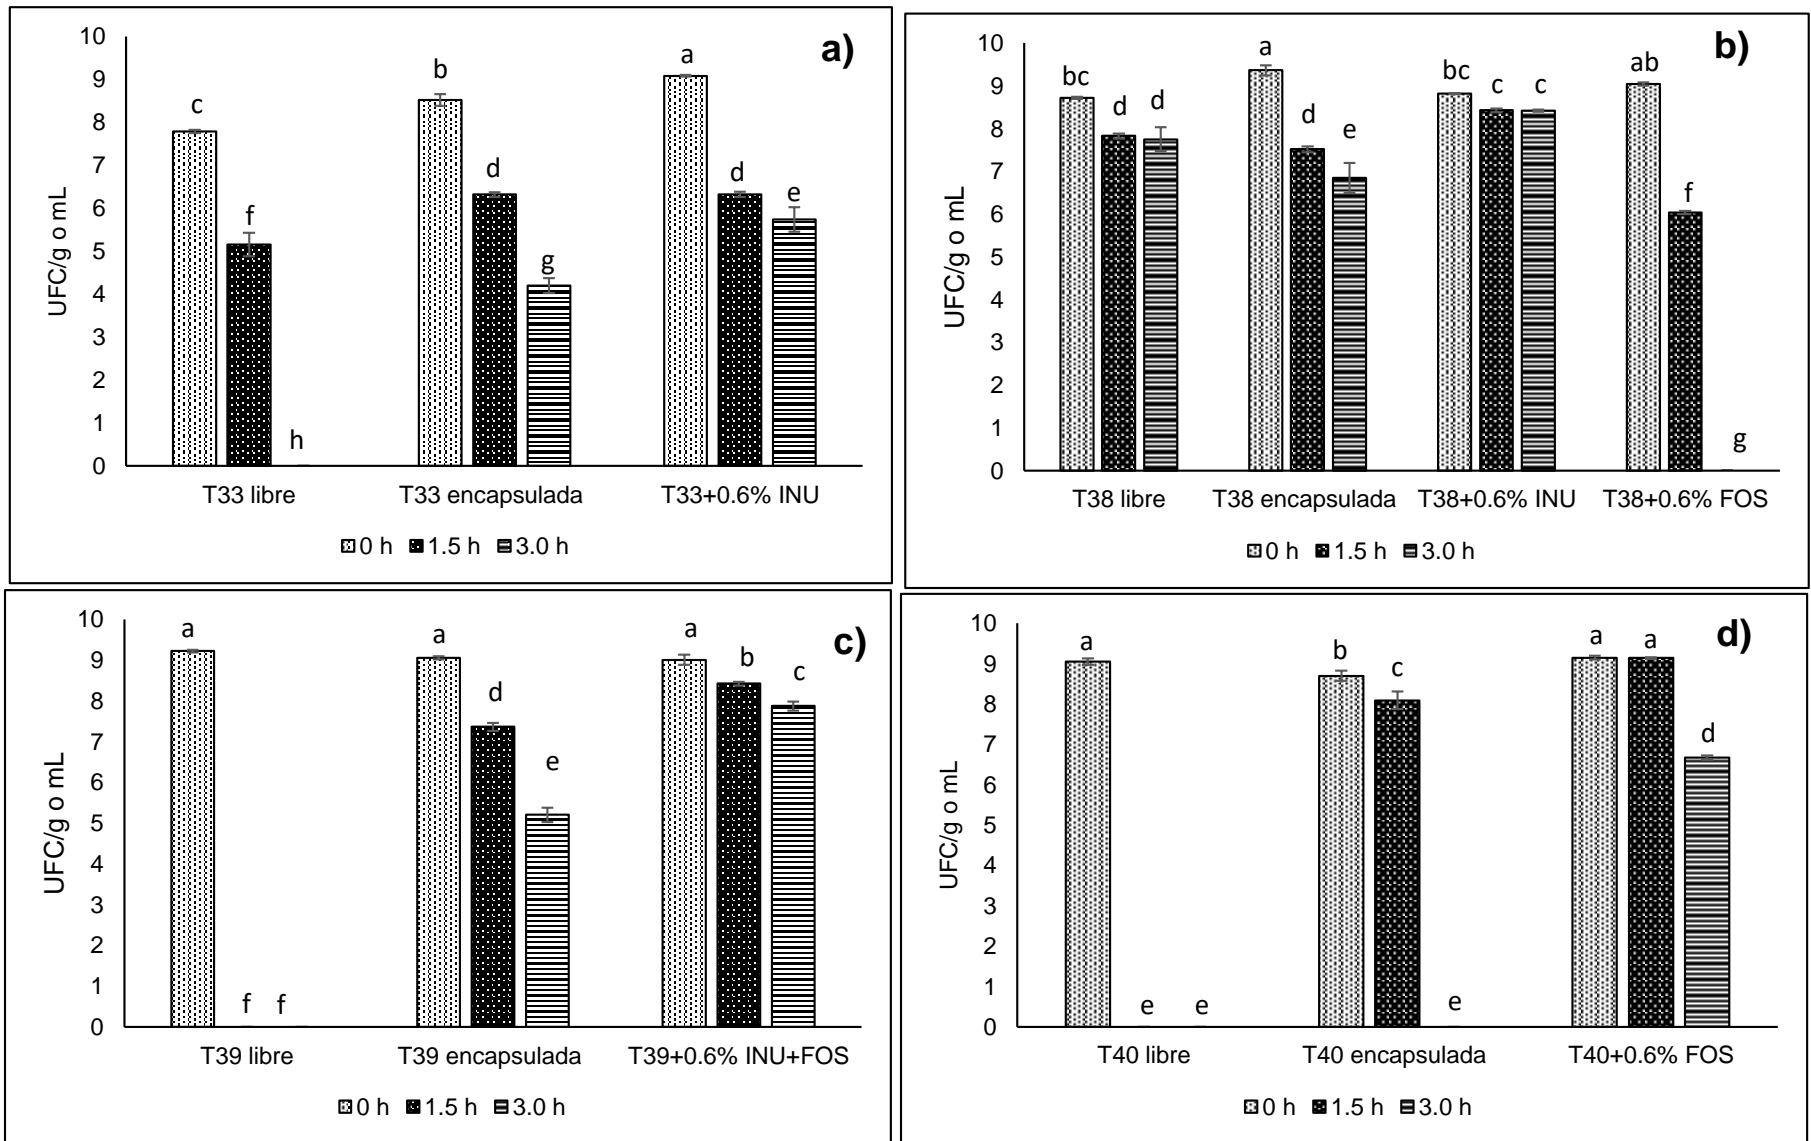 a)
10
9
8
7
6
5
4
3
2
1
0
UFC/g o mL
c f h
b d g
a d e
T33 libre T33 encapsulada T33+0.6% INU
0 h 1.5 h 3.0 h
b)
10
9
8
7
6
5
4
3
2
1
0
UFC/g o mL
bc d d
a d e
bc c c
ab f g
T38 libre T38 encapsulada T38+0.6% INU T38+0.6% FOS
0 h 1.5 h 3.0 h
c)
10
9
8
7
6
5
4
3
2
1
0
UFC/g o mL
a f f
a d e
a b c
T39 libre T39 encapsulada T39+0.6% INU+FOS
0 h 1.5 h 3.0 h
d)
10
9
8
7
6
5
4
3
2
1
0
UFC/g o mL
a e e
b c e
a a d
T40 libre T40 encapsulada T40+0.6% FOS
0 h 1.5 h 3.0 h